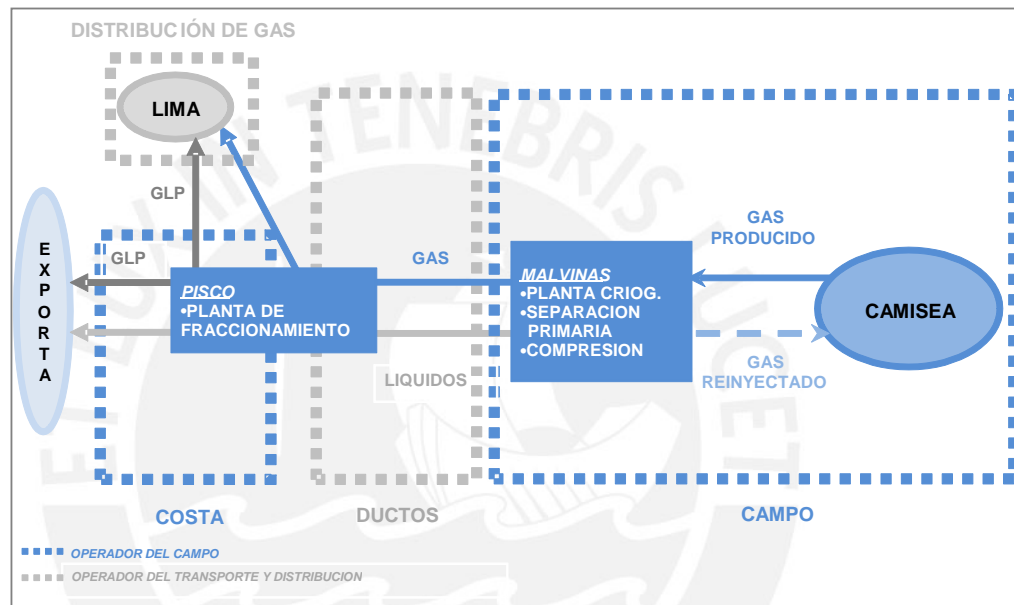 DISTRIBUCIÓN DE GAS
LIMA
GLP
GLP
EXPORTA
PISCO
•PLANTA DE
FRACCIONAMIENTO
GAS
LIQUIDOS
MALVINAS
•PLANTA CRIOG.
•SEPARACION
PRIMARIA
•COMPRESION
GAS
PRODUCIDO
CAMISEA
GAS
REINYECTADO
COSTA
DUCTOS
CAMPO
OPERADOR DEL CAMPO
OPERADOR DEL TRANSPORTE Y DISTRIBUCION